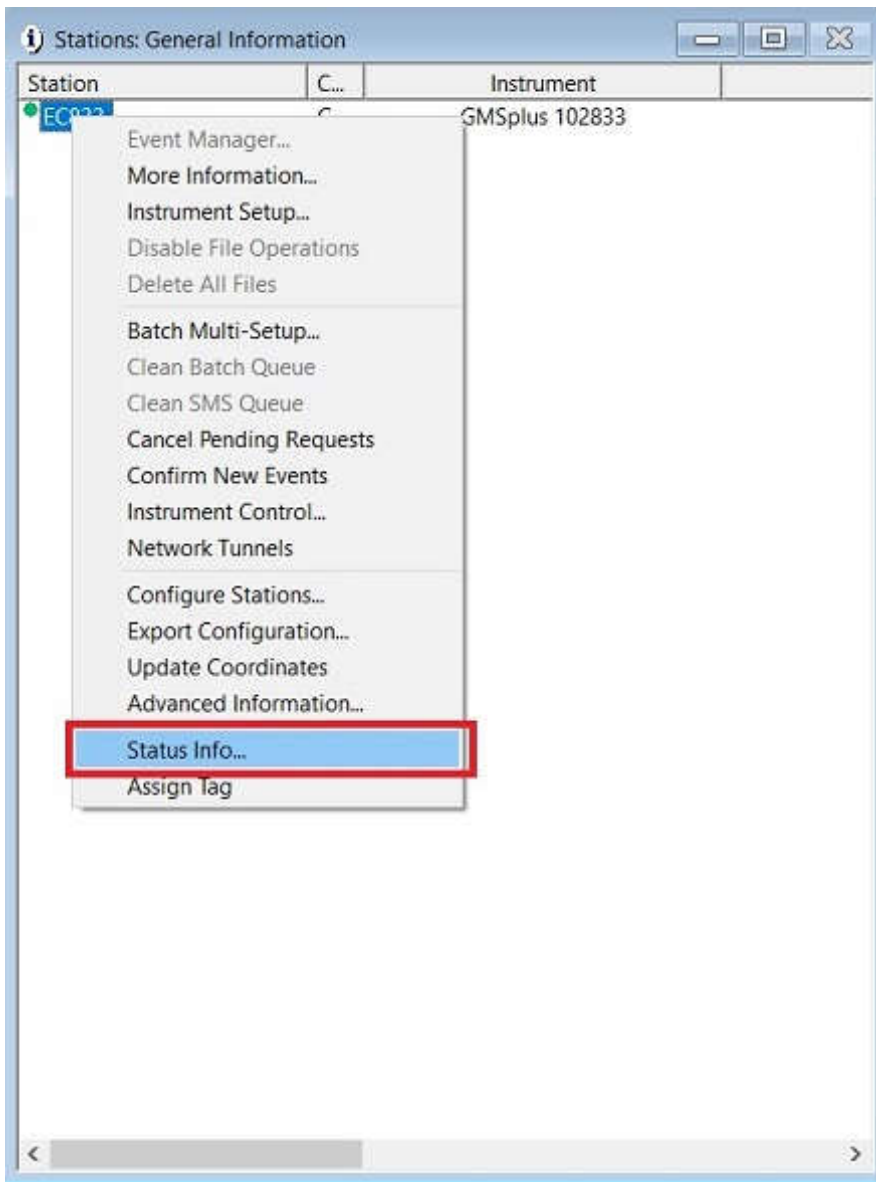 Stations: General Information
Station C... Instrument
GMSplus 102833
Event Manager...
More Information...
Instrument Setup...
Disable File Operations
Delete All Files
Batch Multi-Setup...
Clean Batch Queue
Clean SMS Queue
Cancel Pending Requests
Confirm New Events
Instrument Control...
Network Tunnels
Configure Stations...
Export Configuration...
Update Coordinates
Advanced Information...
Status Info...
Assign Tag